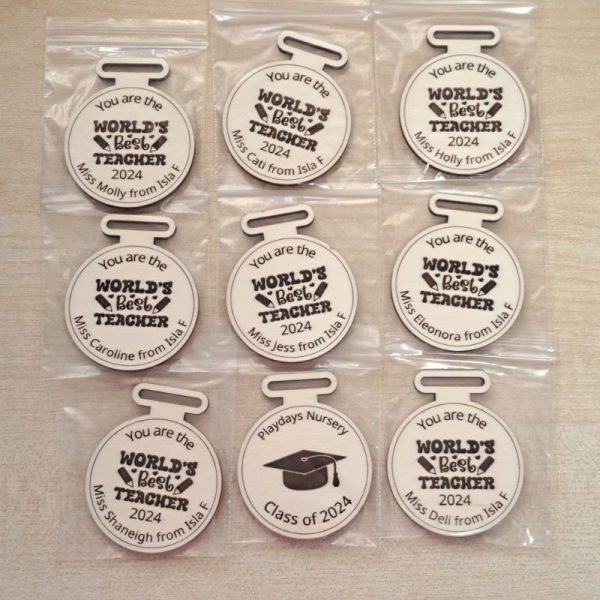 You are the
WORLD'S
Best
TEACHER
2024
Miss Molly from Isla F
You are the
WORLD'S
Best
TEACHER
2024
Miss Cati from Isla F
You are the
WORLD'S
Best
TEACHER
2024
Miss Holly from Isla F
You are the
WORLD'S
Best
TEACHER
Miss Caroline from Isla F
You are the
WORLD'S
Best
TEACHER
2024
Miss Jess from Isla F
You are the
WORLD'S
Best
TEACHER
Miss Eleonora from Isla F
You are the
WORLD'S
Best
TEACHER
2024
Miss Shaneigh from Isla F
Playdays Nursery
Class of 2024
You are the
WORLD'S
Best
TEACHER
2024
Miss Deli from Isla F